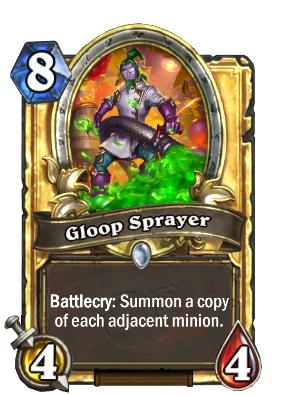 8
Gloop Sprayer
Battlecry: Summon a copy
of each adjacent minion.
4 4